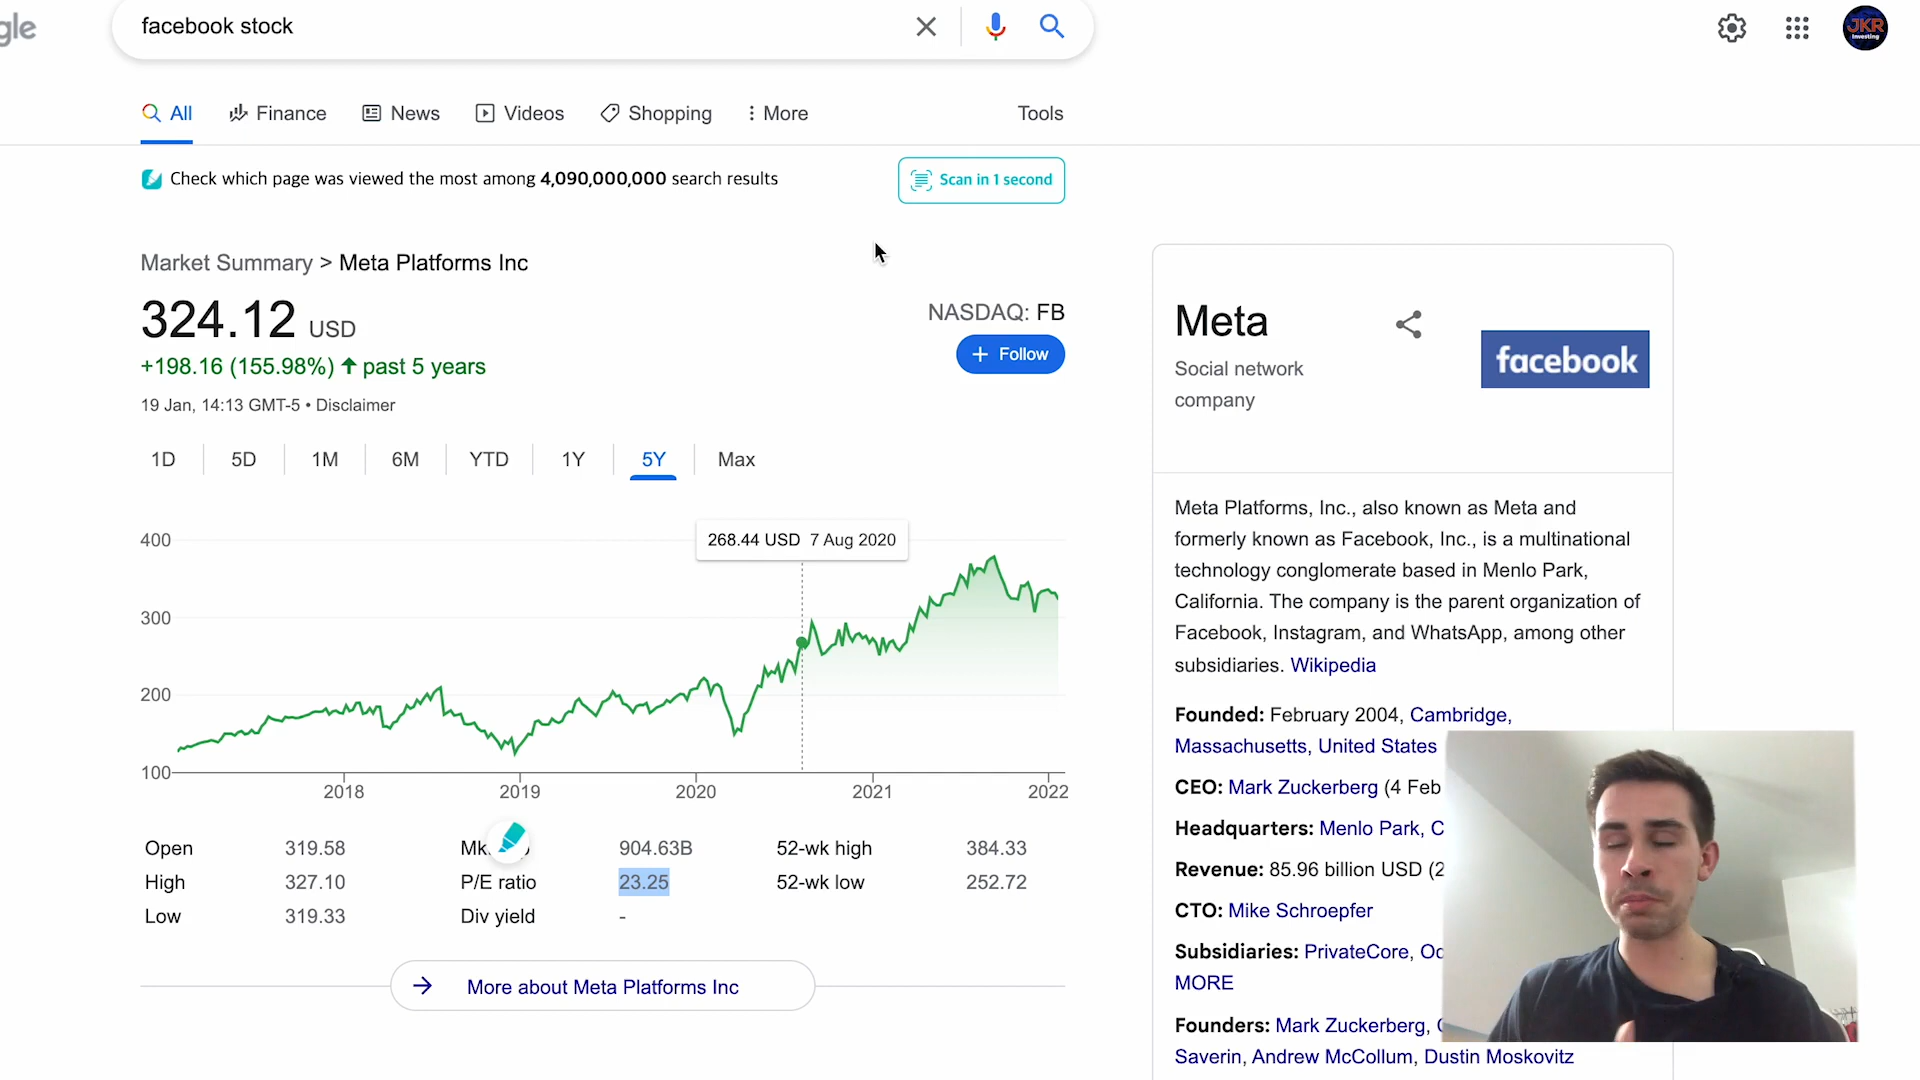 gle
facebook stock
JKR
Investing
All
Finance
News
Videos
Shopping
More
Tools
Check which page was viewed the most among 4,090,000,000 search results
Scan in 1 second
Market Summary > Meta Platforms Inc
324.12 USD
NASDAQ: FB
+198.16 (155.98%) past 5 years
+ Follow
19 Jan, 14:13 GMT-5 • Disclaimer
1D
5D
1M
6M
YTD
1Y
5Y
Max
268.44 USD 7 Aug 2020
400
300
200
100
2018
2019
2020
2021
2022
Open 319.58
High 327.10
Low 319.33
Mk 904.63B
P/E ratio 23.25
Div yield -
52-wk high 384.33
52-wk low 252.72
More about Meta Platforms Inc
Meta
Social network
company
facebook
Meta Platforms, Inc., also known as Meta and
formerly known as Facebook, Inc., is a multinational
technology conglomerate based in Menlo Park,
California. The company is the parent organization of
Facebook, Instagram, and WhatsApp, among other
subsidiaries. Wikipedia
Founded: February 2004, Cambridge,
Massachusetts, United States
CEO: Mark Zuckerberg (4 Feb
Headquarters: Menlo Park, C
Revenue: 85.96 billion USD (2
CTO: Mike Schroepfer
Subsidiaries: PrivateCore, Oc
MORE
Founders: Mark Zuckerberg,
Saverin, Andrew McCollum, Dustin Moskovitz